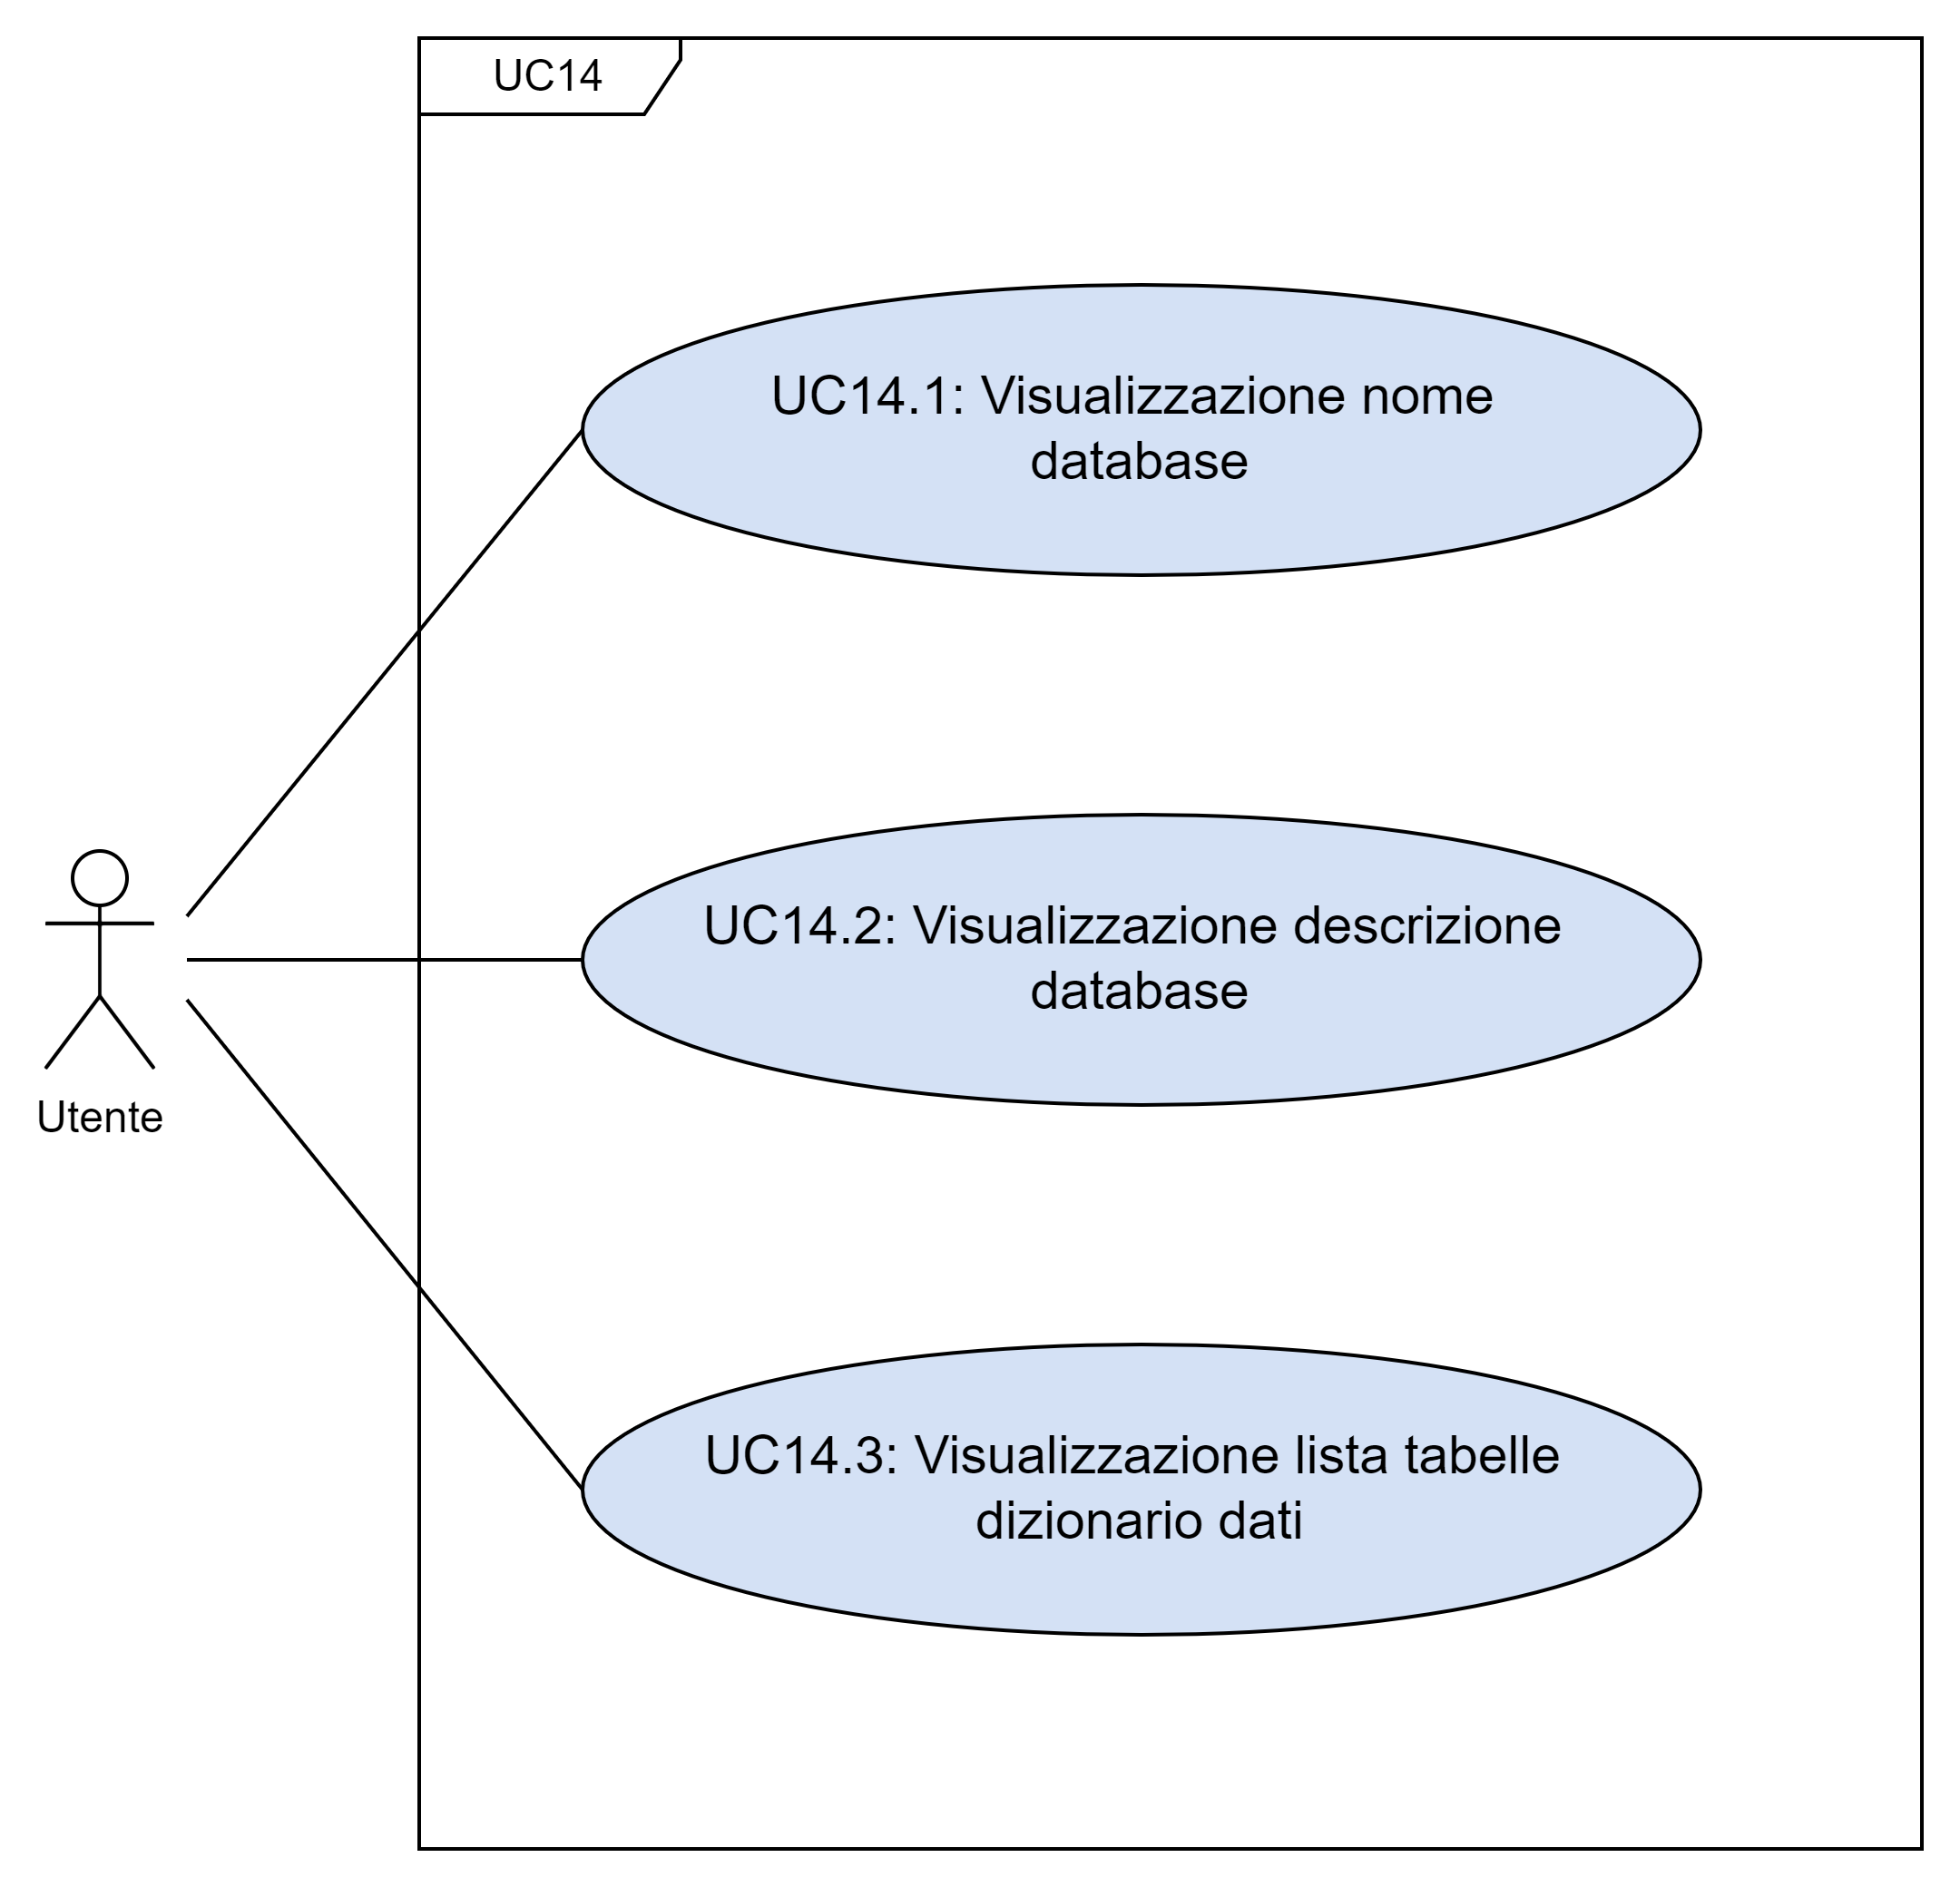 UC14
UC14.1: Visualizzazione nome
database
UC14.2: Visualizzazione descrizione
database
Utente
UC14.3: Visualizzazione lista tabelle
dizionario dati